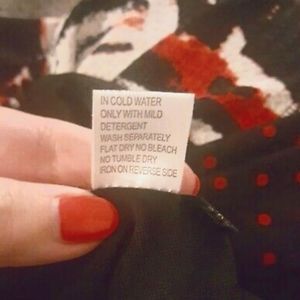 IN COLD WATER
ONLY WITH MILD
DETERGENT
WASH SEPARATELY
FLAT DRY NO BLEACH
NO TUMBLE DRY
IRON ON REVERSE SIDE